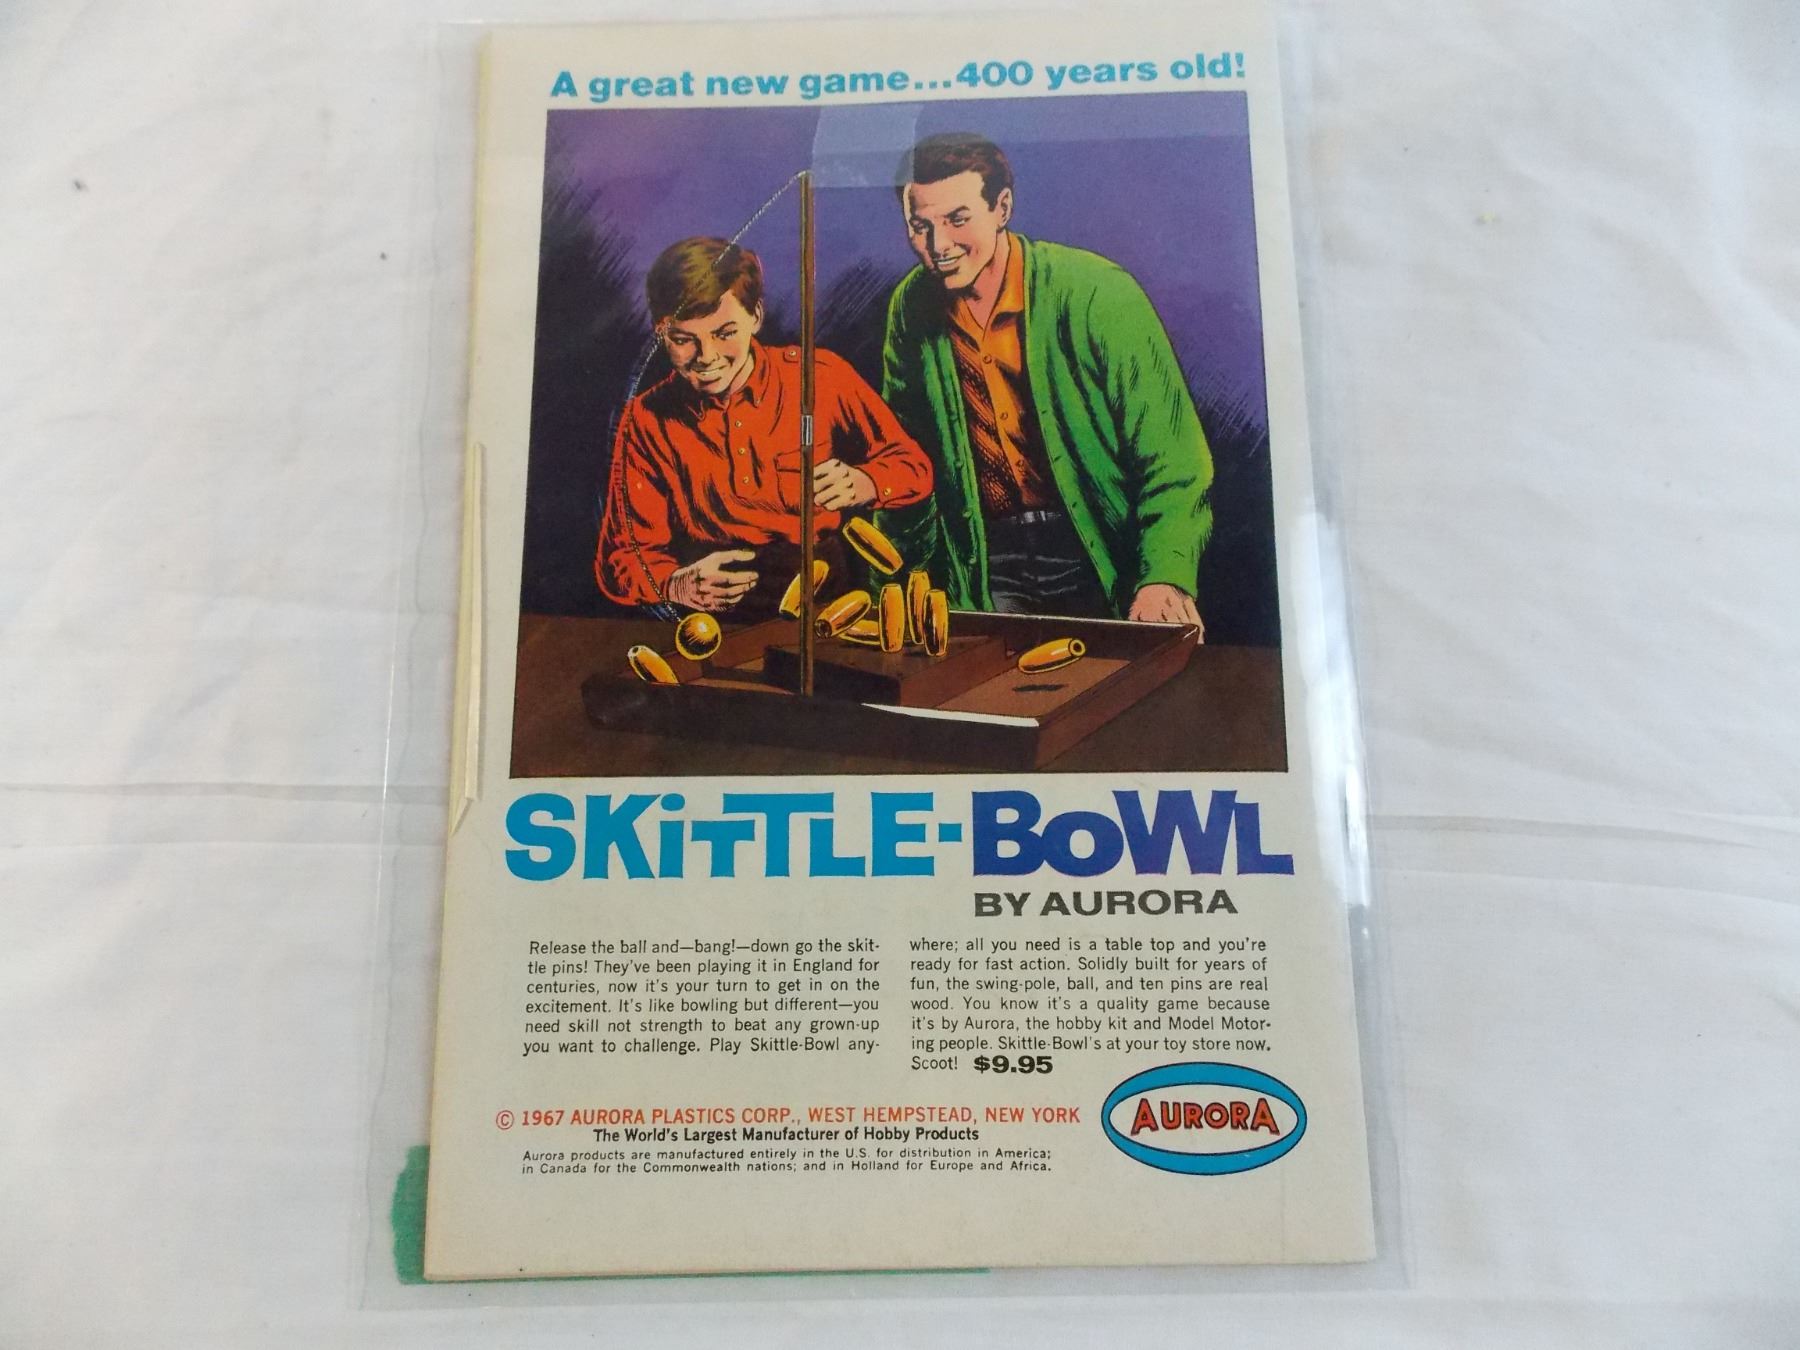 A great new game...400 years old!
SKiTTLE-BoWL
BY AURORA
Release the ball and—bang!—down go the skit-
tle pins! They've been playing it in England for
centuries, now it's your turn to get in on the
excitement. It's like bowling but different—you
need skill not strength to beat any grown-up
you want to challenge. Play Skittle-Bowl any-
where; all you need is a table top and you're
ready for fast action. Solidly built for years of
fun, the swing-pole, ball, and ten pins are real
wood. You know it's a quality game because
it's by Aurora, the hobby kit and Model Motor-
ing people. Skittle-Bowl's at your toy store now.
Scoot! $9.95
© 1967 AURORA PLASTICS CORP., WEST HEMPSTEAD, NEW YORK
The World's Largest Manufacturer of Hobby Products
Aurora products are manufactured entirely in the U.S. for distribution in America;
in Canada for the Commonwealth nations; and in Holland for Europe and Africa.
AURORA